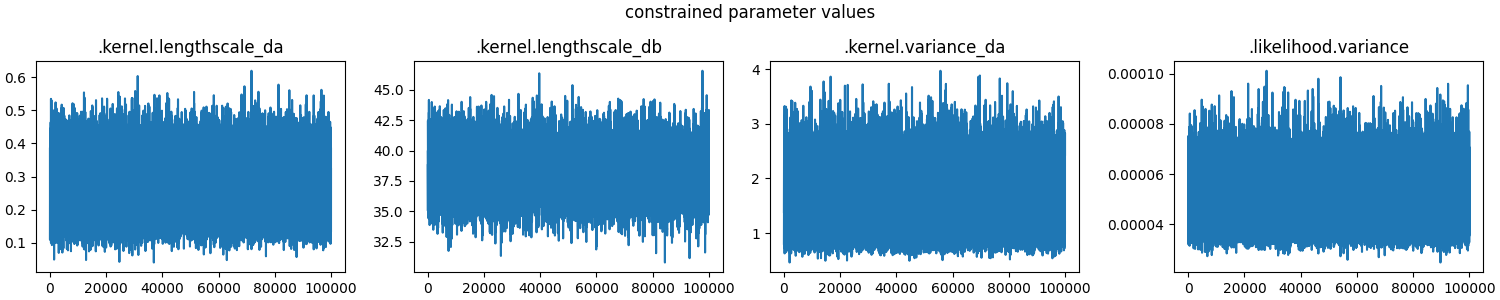 constrained parameter values
.kernel.lengthscale_da
0.6
0.5
0.4
0.3
0.2
0.1
0 20000 40000 60000 80000 100000
.kernel.lengthscale_db
45.0
42.5
40.0
37.5
35.0
32.5
0 20000 40000 60000 80000 100000
.kernel.variance_da
4
3
2
1
0 20000 40000 60000 80000 100000
.likelihood.variance
0.00010
0.00008
0.00006
0.00004
0 20000 40000 60000 80000 100000